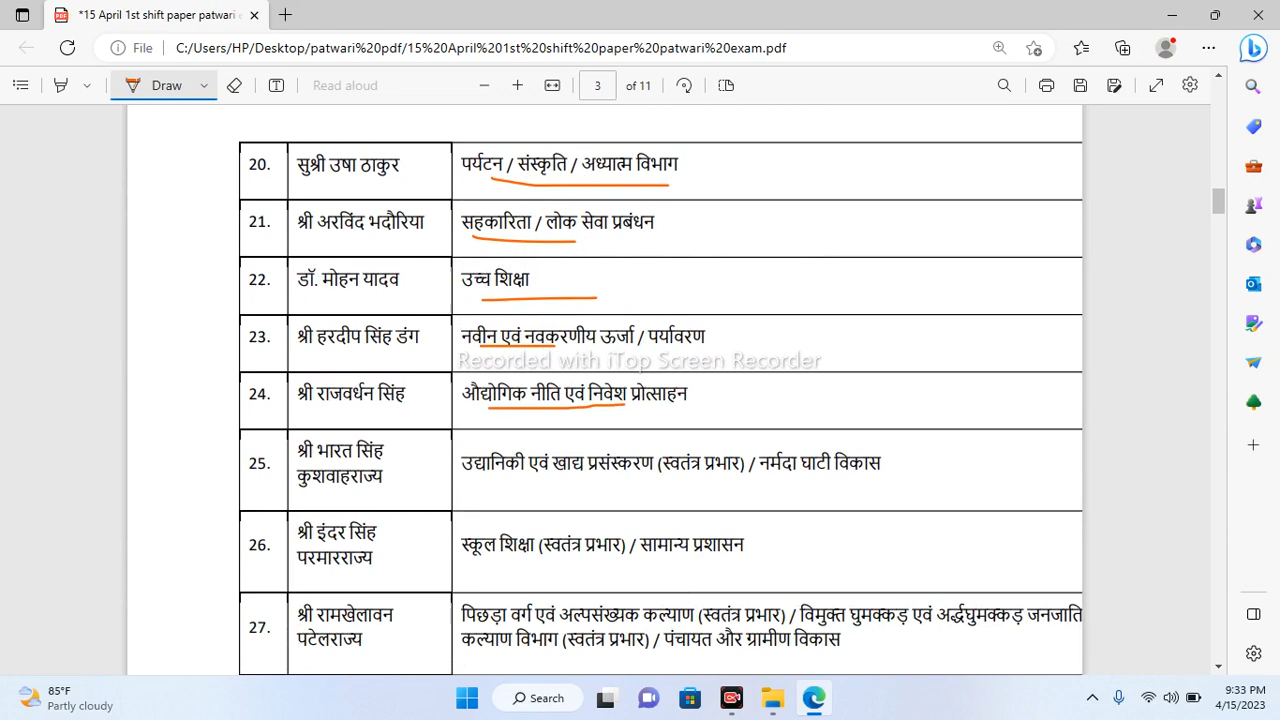 *15 April 1st shift paper patwari e
File C:/Users/HP/Desktop/patwari%20pdf/15%20April%201st%20shift%20paper%20patwari%20exam.pdf
Draw Read aloud 3 of 11
20. सुश्री उषा ठाकुर पर्यटन / संस्कृति / अध्यात्म विभाग
21. श्री अरविंद भदौरिया सहकारिता / लोक सेवा प्रबंधन
22. डॉ. मोहन यादव उच्च शिक्षा
23. श्री हरदीप सिंह डंग नवीन एवं नवकरणीय ऊर्जा / पर्यावरण
Recorded with iTop Screen Recorder
24. श्री राजवर्धन सिंह औद्योगिक नीति एवं निवेश प्रोत्साहन
25. श्री भारत सिंह
कुशवाहराज्य उद्यानिकी एवं खाद्य प्रसंस्करण (स्वतंत्र प्रभार) / नर्मदा घाटी विकास
26. श्री इंदर सिंह
परमारराज्य स्कूल शिक्षा (स्वतंत्र प्रभार) / सामान्य प्रशासन
27. श्री रामखेलावन
पटेलराज्य पिछड़ा वर्ग एवं अल्पसंख्यक कल्याण (स्वतंत्र प्रभार) / विमुक्त घुमक्कड़ एवं अर्द्धघुमक्कड़ जनजाति
कल्याण विभाग (स्वतंत्र प्रभार) / पंचायत और ग्रामीण विकास
85°F
Partly cloudy
Search
9:33 PM
4/15/2023